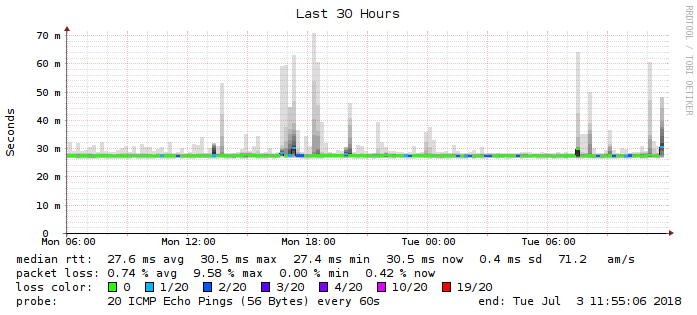 Last 30 Hours
RRDTOOL / TOBI OETIKER
Seconds
70 m
60 m
50 m
40 m
30 m
20 m
10 m
0
Mon 06:00 Mon 12:00 Mon 18:00 Tue 00:00 Tue 06:00
median rtt: 27.6 ms avg 30.5 ms max 27.4 ms min 30.5 ms now 0.4 ms sd 71.2 am/s
packet loss: 0.74 % avg 9.58 % max 0.00 % min 0.42 % now
loss color: 0 1/20 2/20 3/20 4/20 10/20 19/20
probe: 20 ICMP Echo Pings (56 Bytes) every 60s end: Tue Jul 3 11:55:06 2018